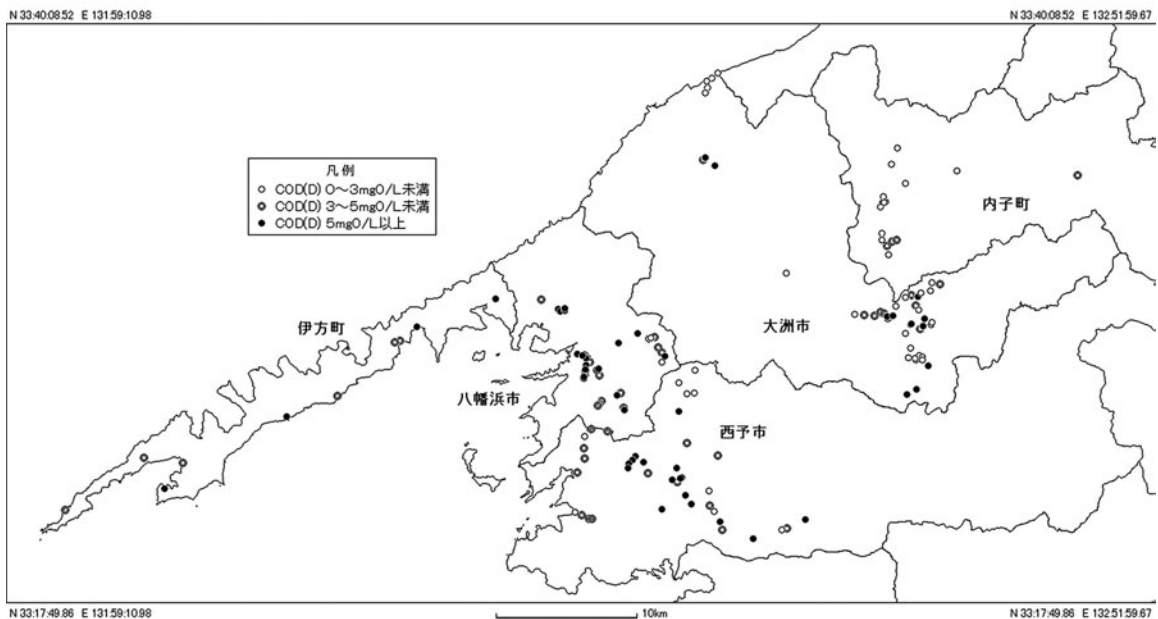 N 33:40:08.52 E 131:59:10.98
N 33:40:08.52 E 132:51:59.67
凡例
COD(D) 0～3mgO/L未満
COD(D) 3～5mgO/L未満
COD(D) 5mgO/L以上
内子町
伊方町
大洲市
八幡浜市
西予市
N 33:17:49.86 E 131:59:10.98
10km
N 33:17:49.86 E 132:51:59.67